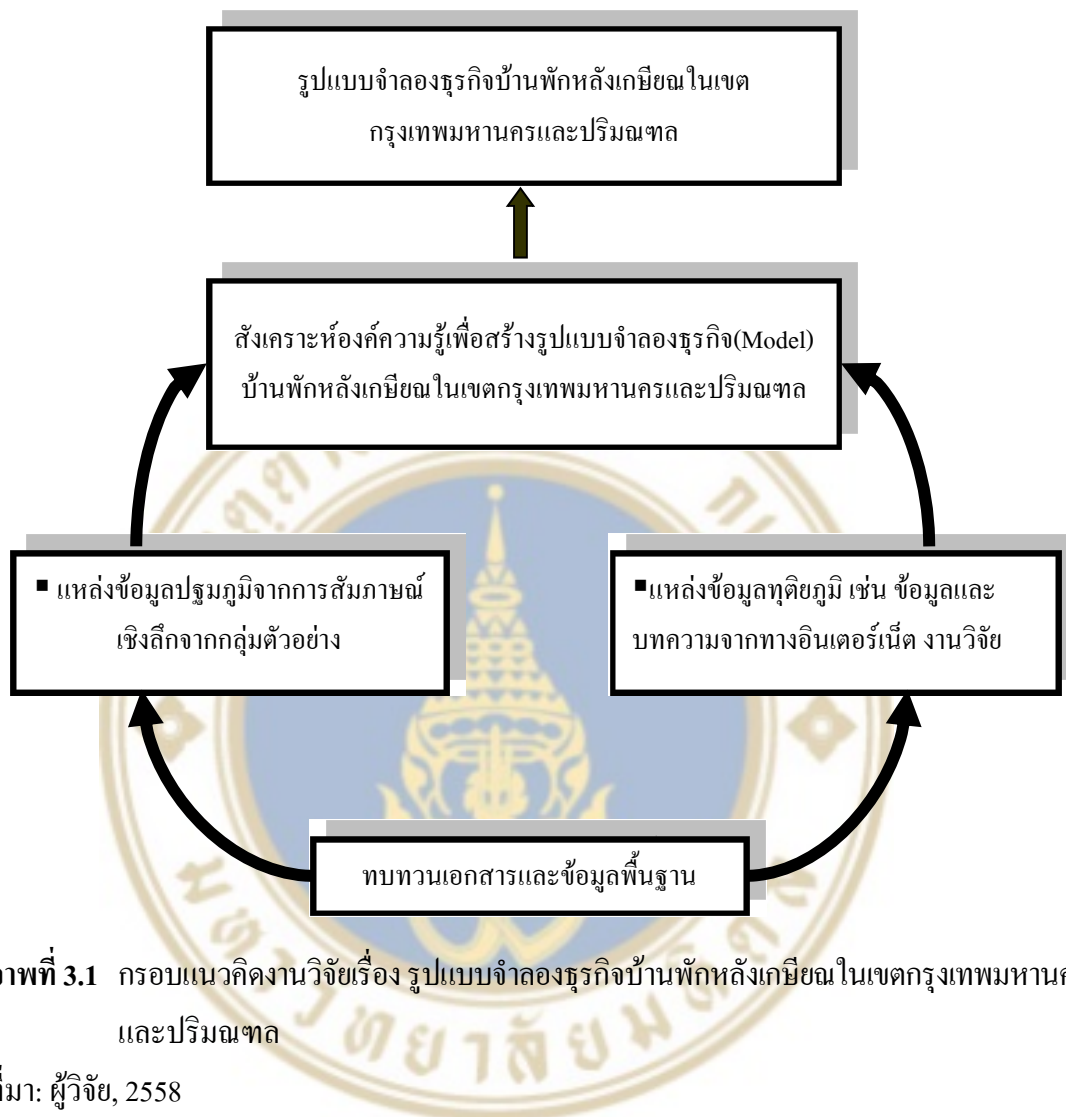 รูปแบบจำลองธุรกิจบ้านพักหลังเกษียณในเขต
กรุงเทพมหานครและปริมณฑล
สังเคราะห์องค์ความรู้เพื่อสร้างรูปแบบจำลองธุรกิจ(Model)
บ้านพักหลังเกษียณในเขตกรุงเทพมหานครและปริมณฑล
▪ แหล่งข้อมูลปฐมภูมิจากการสัมภาษณ์
เชิงลึกจากกลุ่มตัวอย่าง
▪แหล่งข้อมูลทุติยภูมิ เช่น ข้อมูลและ
บทความจากทางอินเตอร์เน็ต งานวิจัย
ทบทวนเอกสารและข้อมูลพื้นฐาน
าพที่ 3.1 กรอบแนวคิดงานวิจัยเรื่อง รูปแบบจำลองธุรกิจบ้านพักหลังเกษียณในเขตกรุงเทพมหานค
และปริมณฑล
ี่มา: ผู้วิจัย, 2558
มหาวิทยาลัยมหิดล